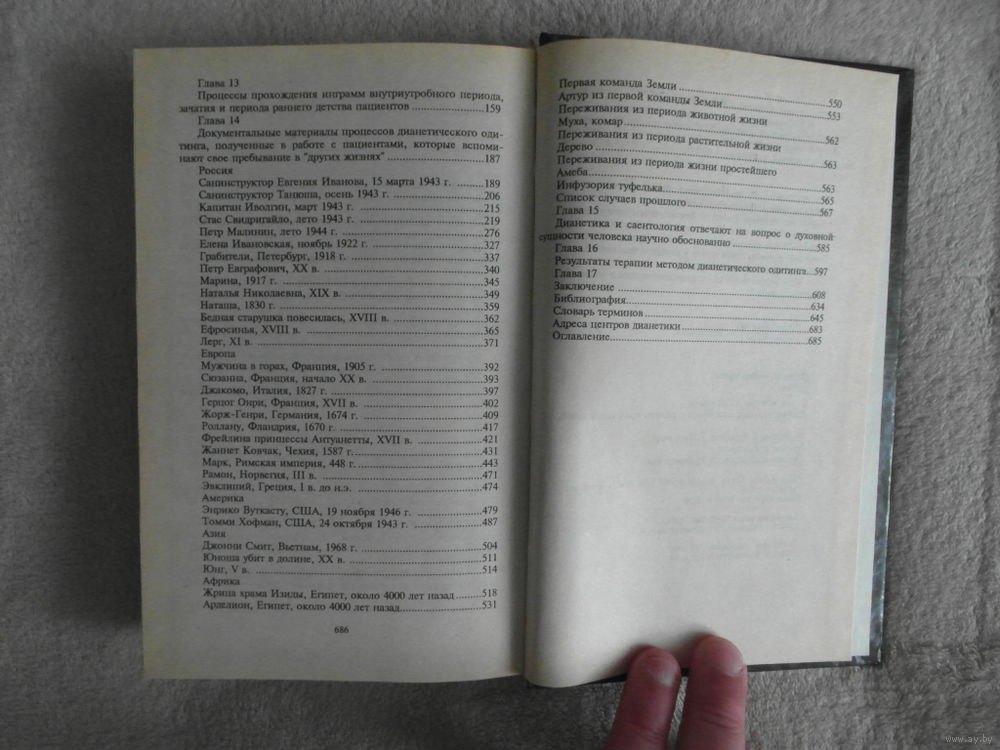 Глава 13
Процессы прохождения инграмм внутриутробного периода,
зачатия и периода раннего детства пациентов ..................159
Глава 14
Документальные материалы процессов дианетического оди-
тинга, полученные в работе с пациентами, которые вспоми-
нают свое пребывание в "других жизнях" ........................187
Россия
Санинструктор Евгения Иванова, 15 марта 1943 г. .......189
Санинструктор Танюша, осень 1943 г. ........................206
Капитан Иволгин, март 1943 г. ..............................215
Стас Свидригайло, лето 1943 г. ..............................219
Петр Малинин, лето 1944 г. ..................................276
Елена Ивановская, ноябрь 1922 г. ............................327
Грабители, Петербург, 1918 г. ................................337
Петр Евграфович, XX в. ........................................340
Марина, 1917 г. ................................................345
Наталья Николаевна, XIX в. ....................................349
Наташа, 1830 г. ................................................359
Бедная старушка повесилась, XVIII в. ........................362
Ефросинья, XVIII в. ............................................365
Лерг, XI в. ......................................................371
Европа
Мужчина в горах, Франция, 1905 г. ..........................392
Сюзанна, Франция, начало XX в. ..............................393
Джакомо, Италия, 1827 г. ......................................397
Герцог Онри, Франция, XVII в. ................................402
Жорж-Генри, Германия, 1674 г. ................................409
Роллану, Фландрия, 1670 г. ....................................417
Фрейлина принцессы Антуанетты, XVII в. ....................421
Жаннет Ковчак, Чехия, 1587 г. ................................431
Марк, Римская империя, 448 г. ................................443
Рамон, Норвегия, III в. ........................................471
Эвклипий, Греция, I в. до н.э. ................................474
Америка
Энрико Вуткасту, США, 19 ноября 1946 г. ..................479
Томми Хофман, США, 24 октября 1943 г. ....................487
Азия
Джонни Смит, Вьетнам, 1968 г. ................................504
Юноша убит в долине, XX в. ....................................511
Юнг, V в. ........................................................514
Африка
Жрица храма Изиды, Египет, около 4000 лет назад .......518
Арделион, Египет, около 4000 лет назад......................531
686
Первая команда Земли ..........................................550
Артур из первой команды Земли................................553
Переживания из периода животной жизни
Муха, комар ......................................................562
Переживания из периода растительной жизни
Дерево ............................................................563
Переживания из периода жизни простейшего
Амеба ..............................................................563
Инфузория туфелька..............................................565
Список случаев прошлого........................................567
Глава 15
Дианетика и саентология отвечают на вопрос о духовной
сущности человека научно обоснованно ......................585
Глава 16
Результаты терапии методом дианетического одитинга...597
Глава 17
Заключение ......................................................608
Библиография....................................................634
Словарь терминов................................................645
Адреса центров дианетики ......................................683
Оглавление......................................................685
www.ay.by